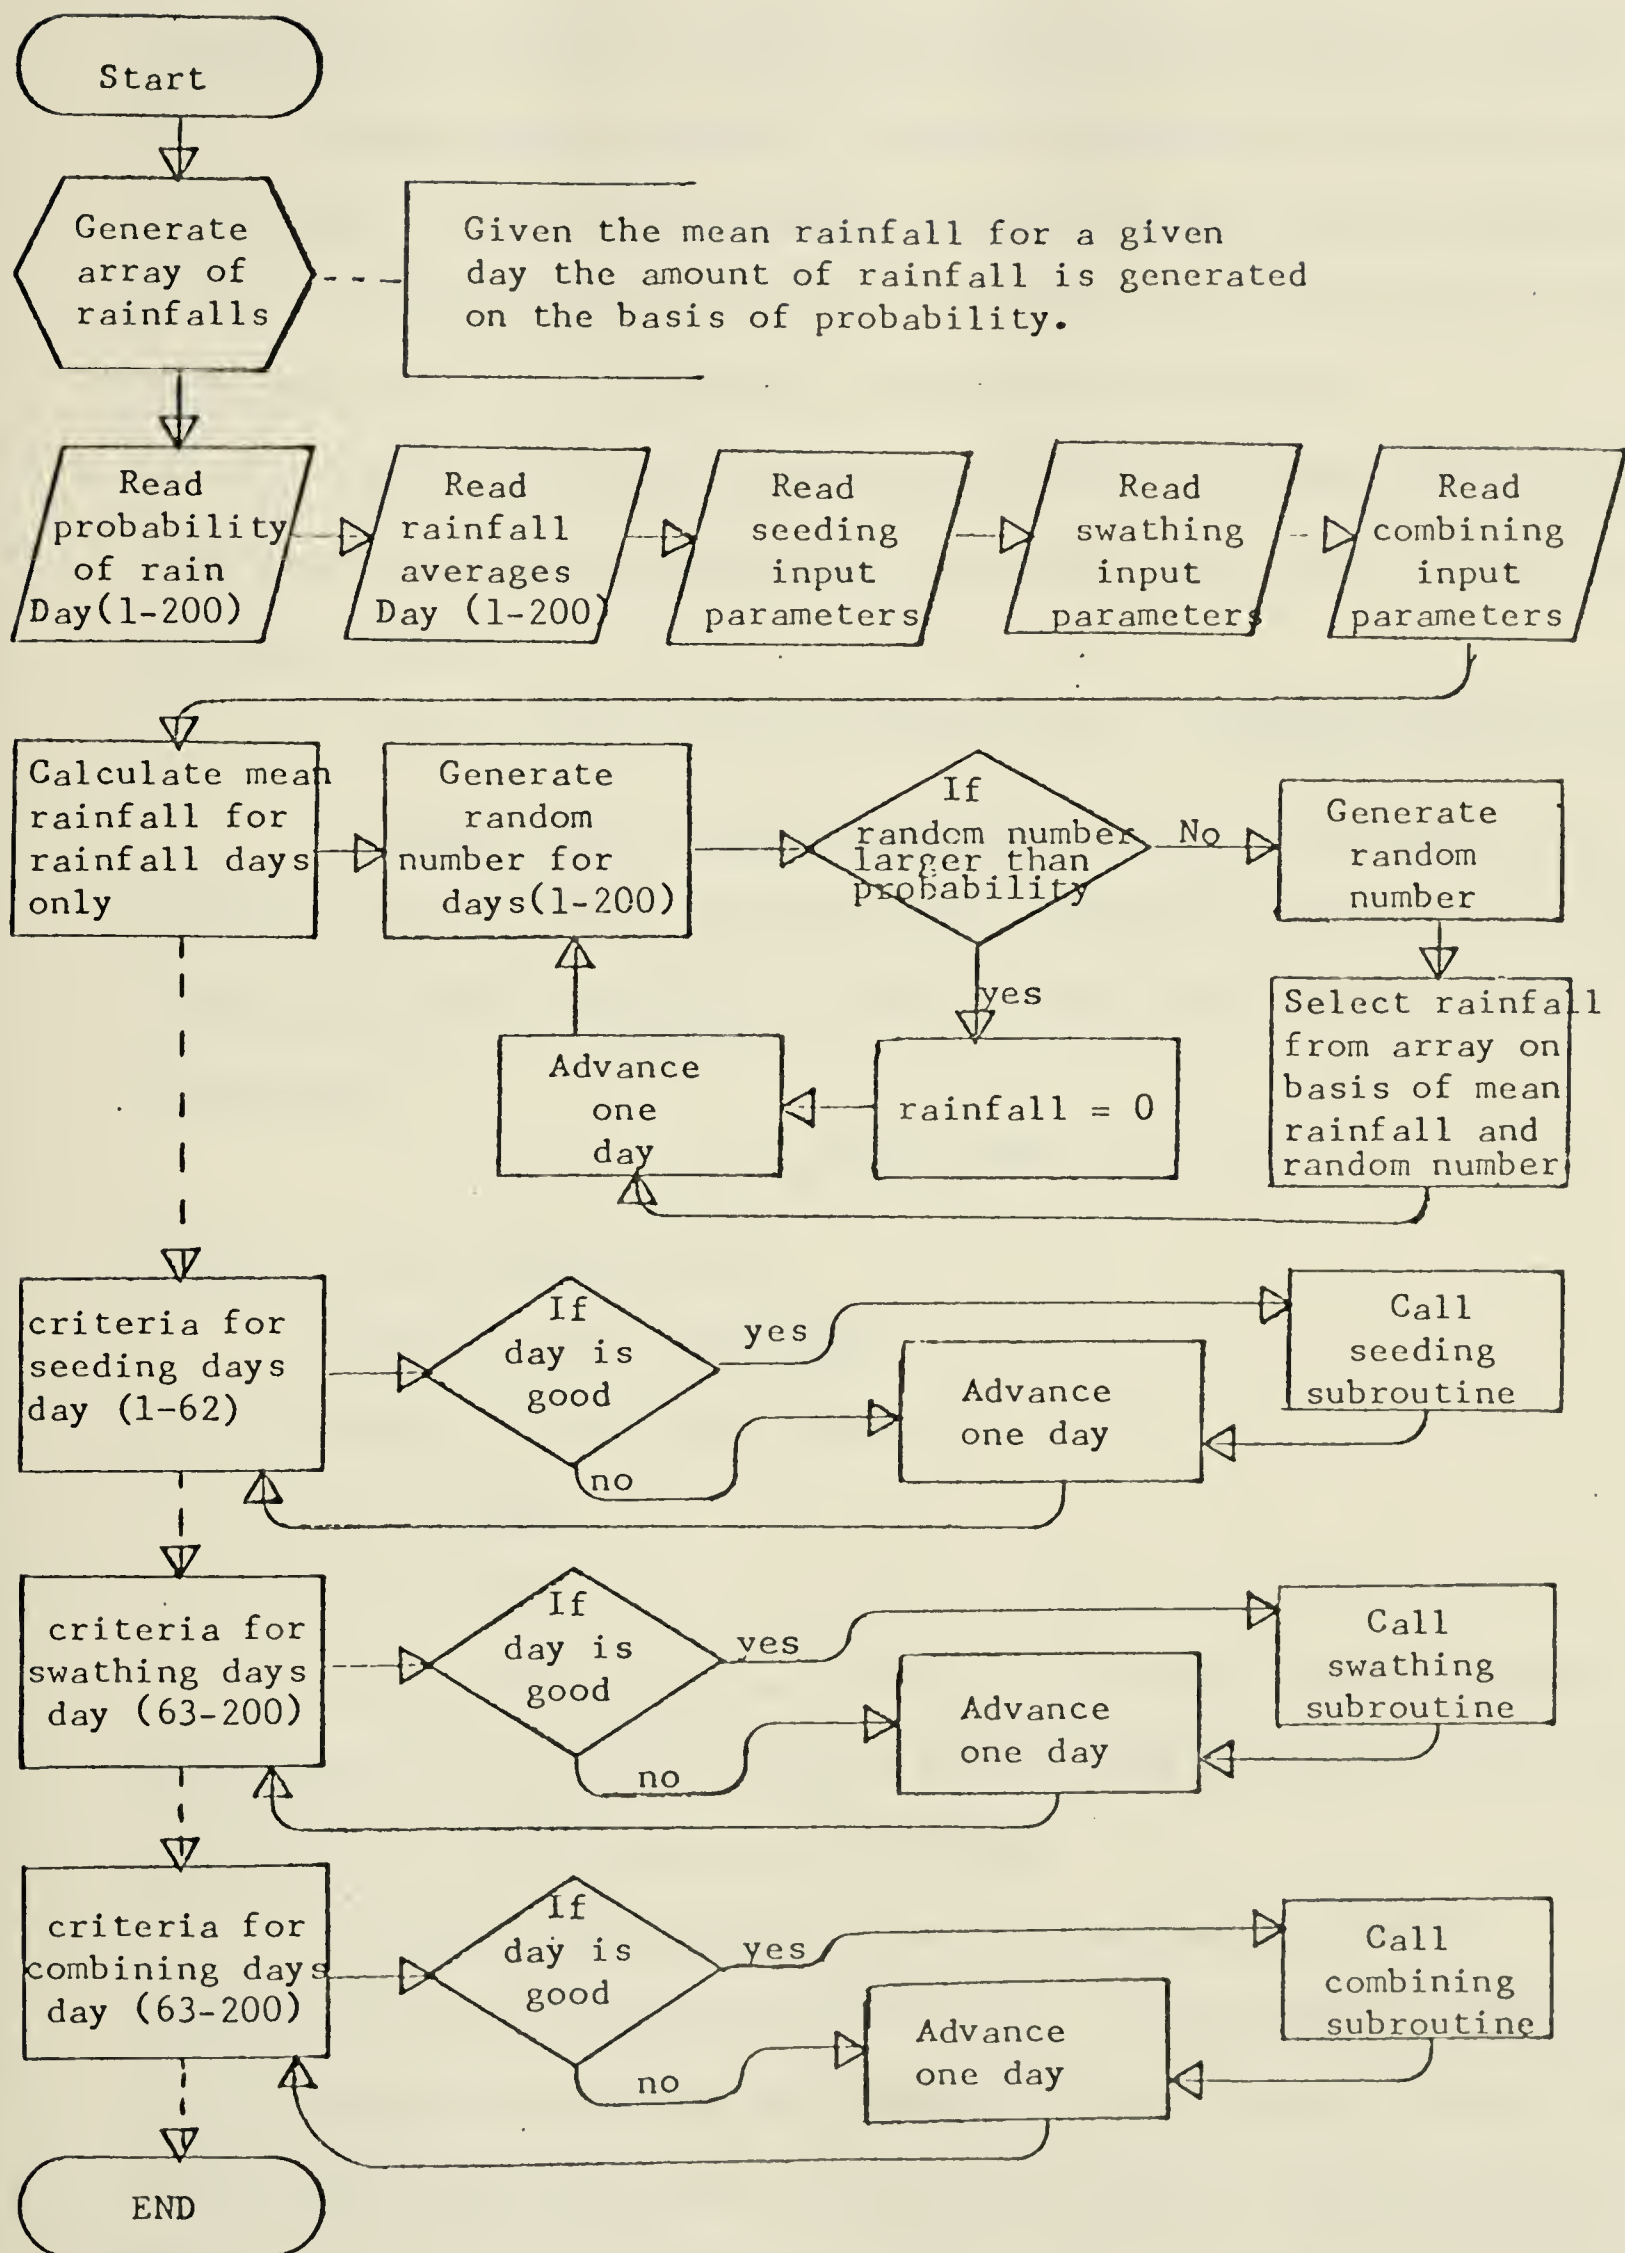 Start
Generate
array of
rainfalls
Given the mean rainfall for a given
day the amount of rainfall is generated
on the basis of probability.
Read
probability
of rain
Day(1-200)
Read
rainfall
averages
Day (1-200)
Read
seeding
input
parameters
Read
swathing
input
parameters
Read
combining
input
parameters
Calculate mean
rainfall for
rainfall days
only
Generate
random
number for
days(1-200)
If
random number
larger than
probability
No
Generate
random
number
yes
Select rainfall
from array on
basis of mean
rainfall and
random number
Advance
one
day
rainfall = 0
criteria for
seeding days
day (1-62)
If
day is
good
yes
Call
seeding
subroutine
Advance
one day
no
criteria for
swathing days
day (63-200)
If
day is
good
yes
Call
swathing
subroutine
Advance
one day
no
criteria for
combining days
day (63-200)
If
day is
good
yes
Call
combining
subroutine
Advance
one day
no
END